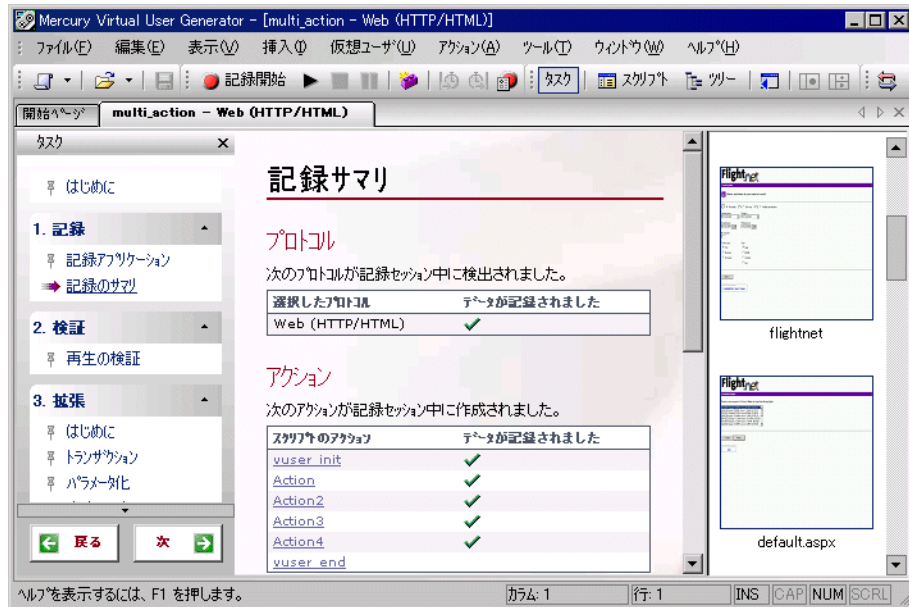 Mercury Virtual User Generator - [multi_action - Web (HTTP/HTML)]
ファイル(F) 編集(E) 表示(V) 挿入(I) 仮想ユーザ(U) アクション(A) ツール(T) ウィンドウ(W) ヘルプ(H)
記録開始 タスク スクリプト ツリー
開始ページ multi_action - Web (HTTP/HTML)
タスク
はじめに
1. 記録
記録アプリケーション
記録のサマリ
2. 検証
再生の検証
3. 拡張
はじめに
トランザクション
パラメータ化
戻る 次
記録サマリ
プロトコル
次のプロトコルが記録セッション中に検出されました。
選択したプロトコル データが記録されました
Web (HTTP/HTML)
アクション
次のアクションが記録セッション中に作成されました。
スクリプトのアクション データが記録されました
vuser_init
Action
Action2
Action3
Action4
vuser_end
Flightnet
flightnet
Flightnet
default.aspx
ヘルプを表示するには、F1 を押します。 カラム: 1 行: 1 INS CAP NUM SCRL